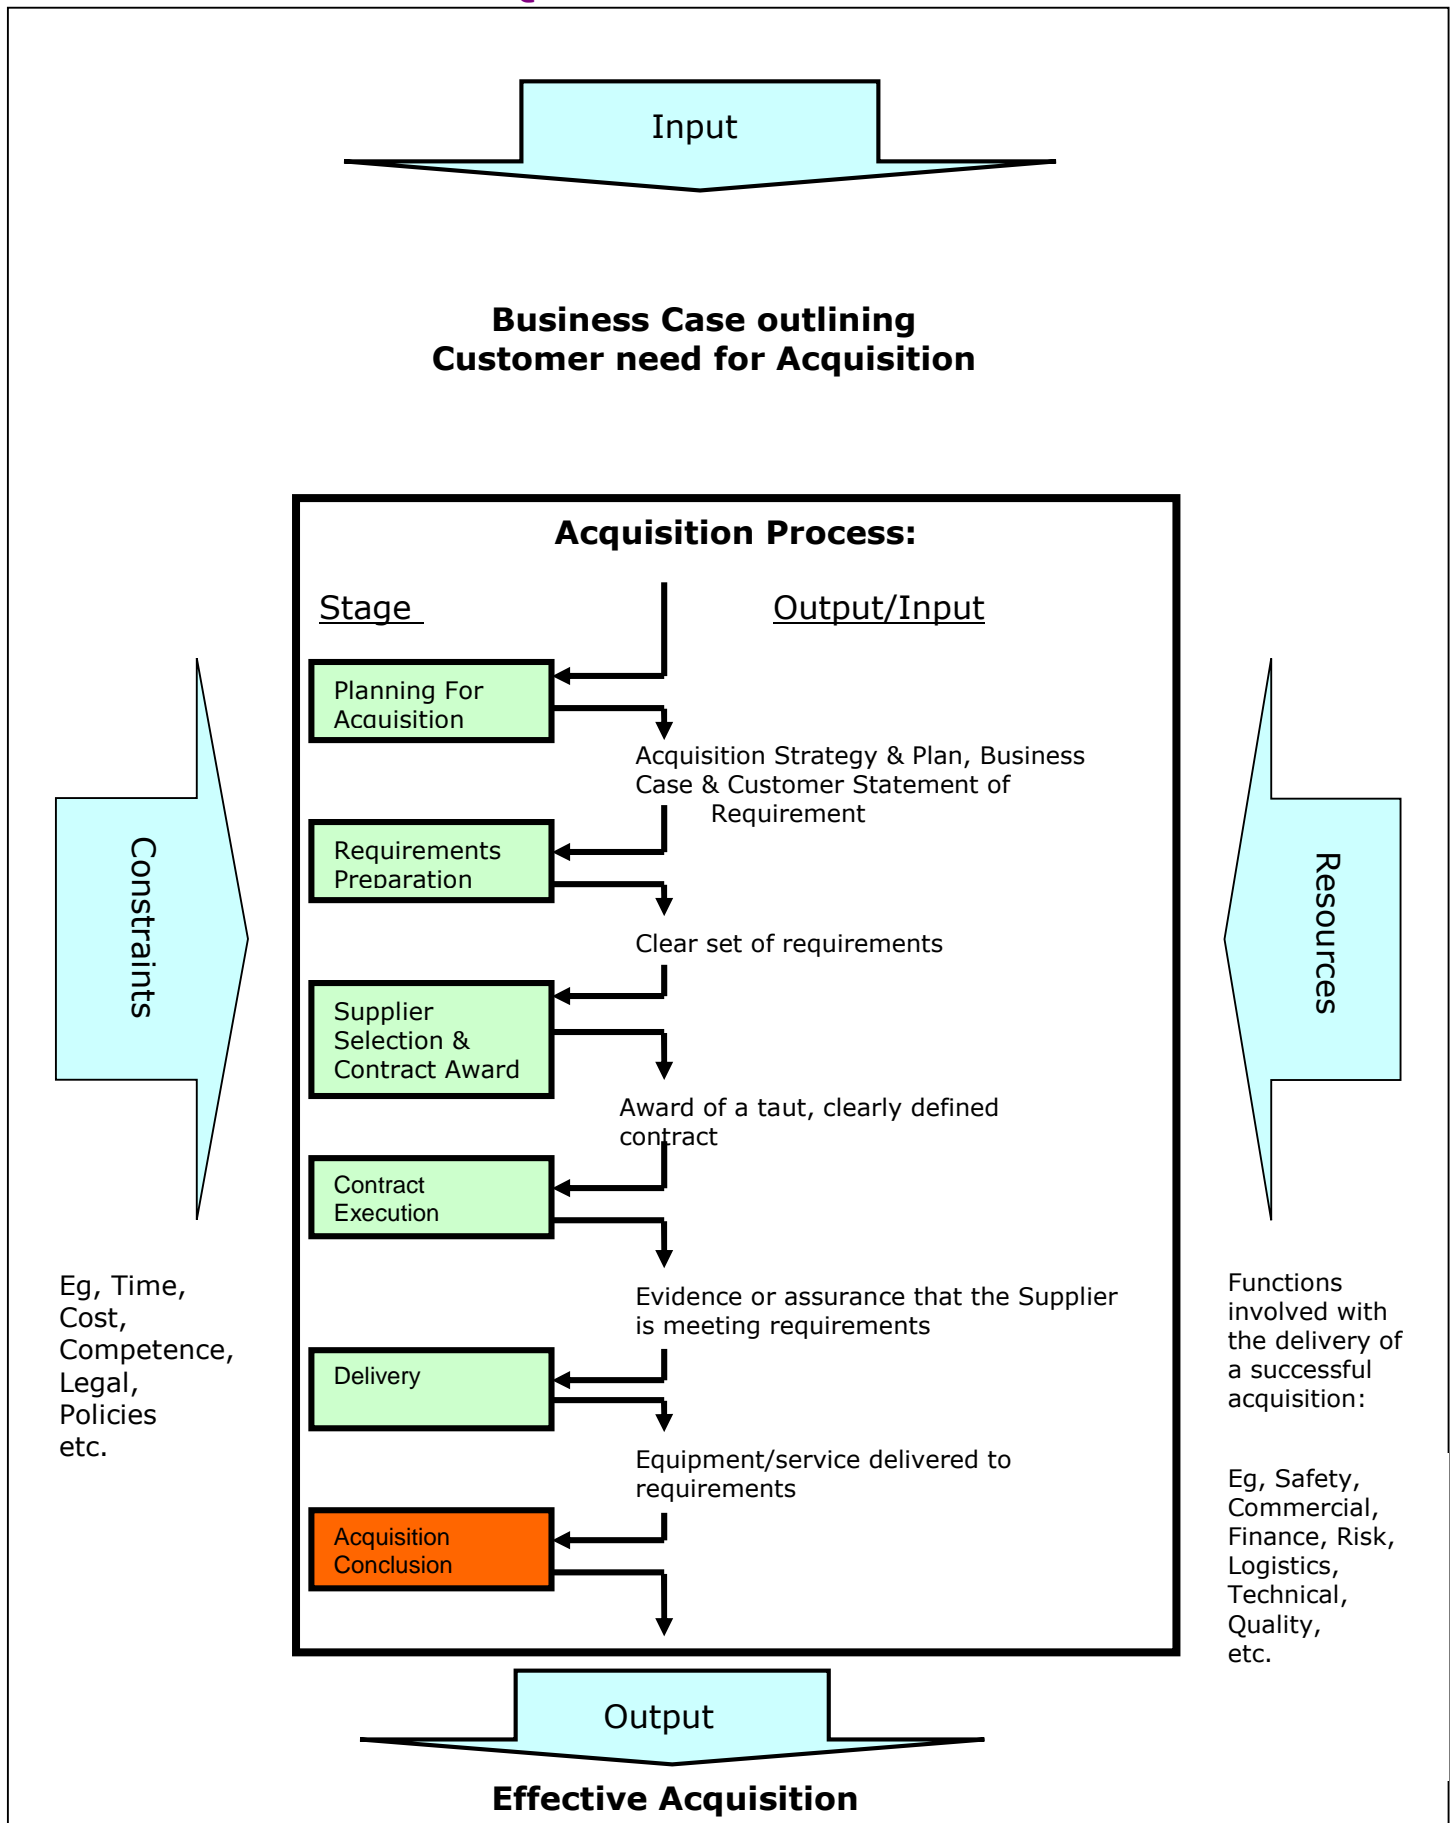 Input
Business Case outlining
Customer need for Acquisition
Acquisition Process:
Stage
Output/Input
Planning For
Acquisition
Acquisition Strategy & Plan, Business
Case & Customer Statement of
Requirement
Requirements
Preparation
Clear set of requirements
Supplier
Selection &
Contract Award
Award of a taut, clearly defined
contract
Contract
Execution
Evidence or assurance that the Supplier
is meeting requirements
Delivery
Equipment/service delivered to
requirements
Acquisition
Conclusion
Constraints
Eg, Time,
Cost,
Competence,
Legal,
Policies
etc.
Resources
Functions
involved with
the delivery of
a successful
acquisition:
Eg, Safety,
Commercial,
Finance, Risk,
Logistics,
Technical,
Quality,
etc.
Output
Effective Acquisition